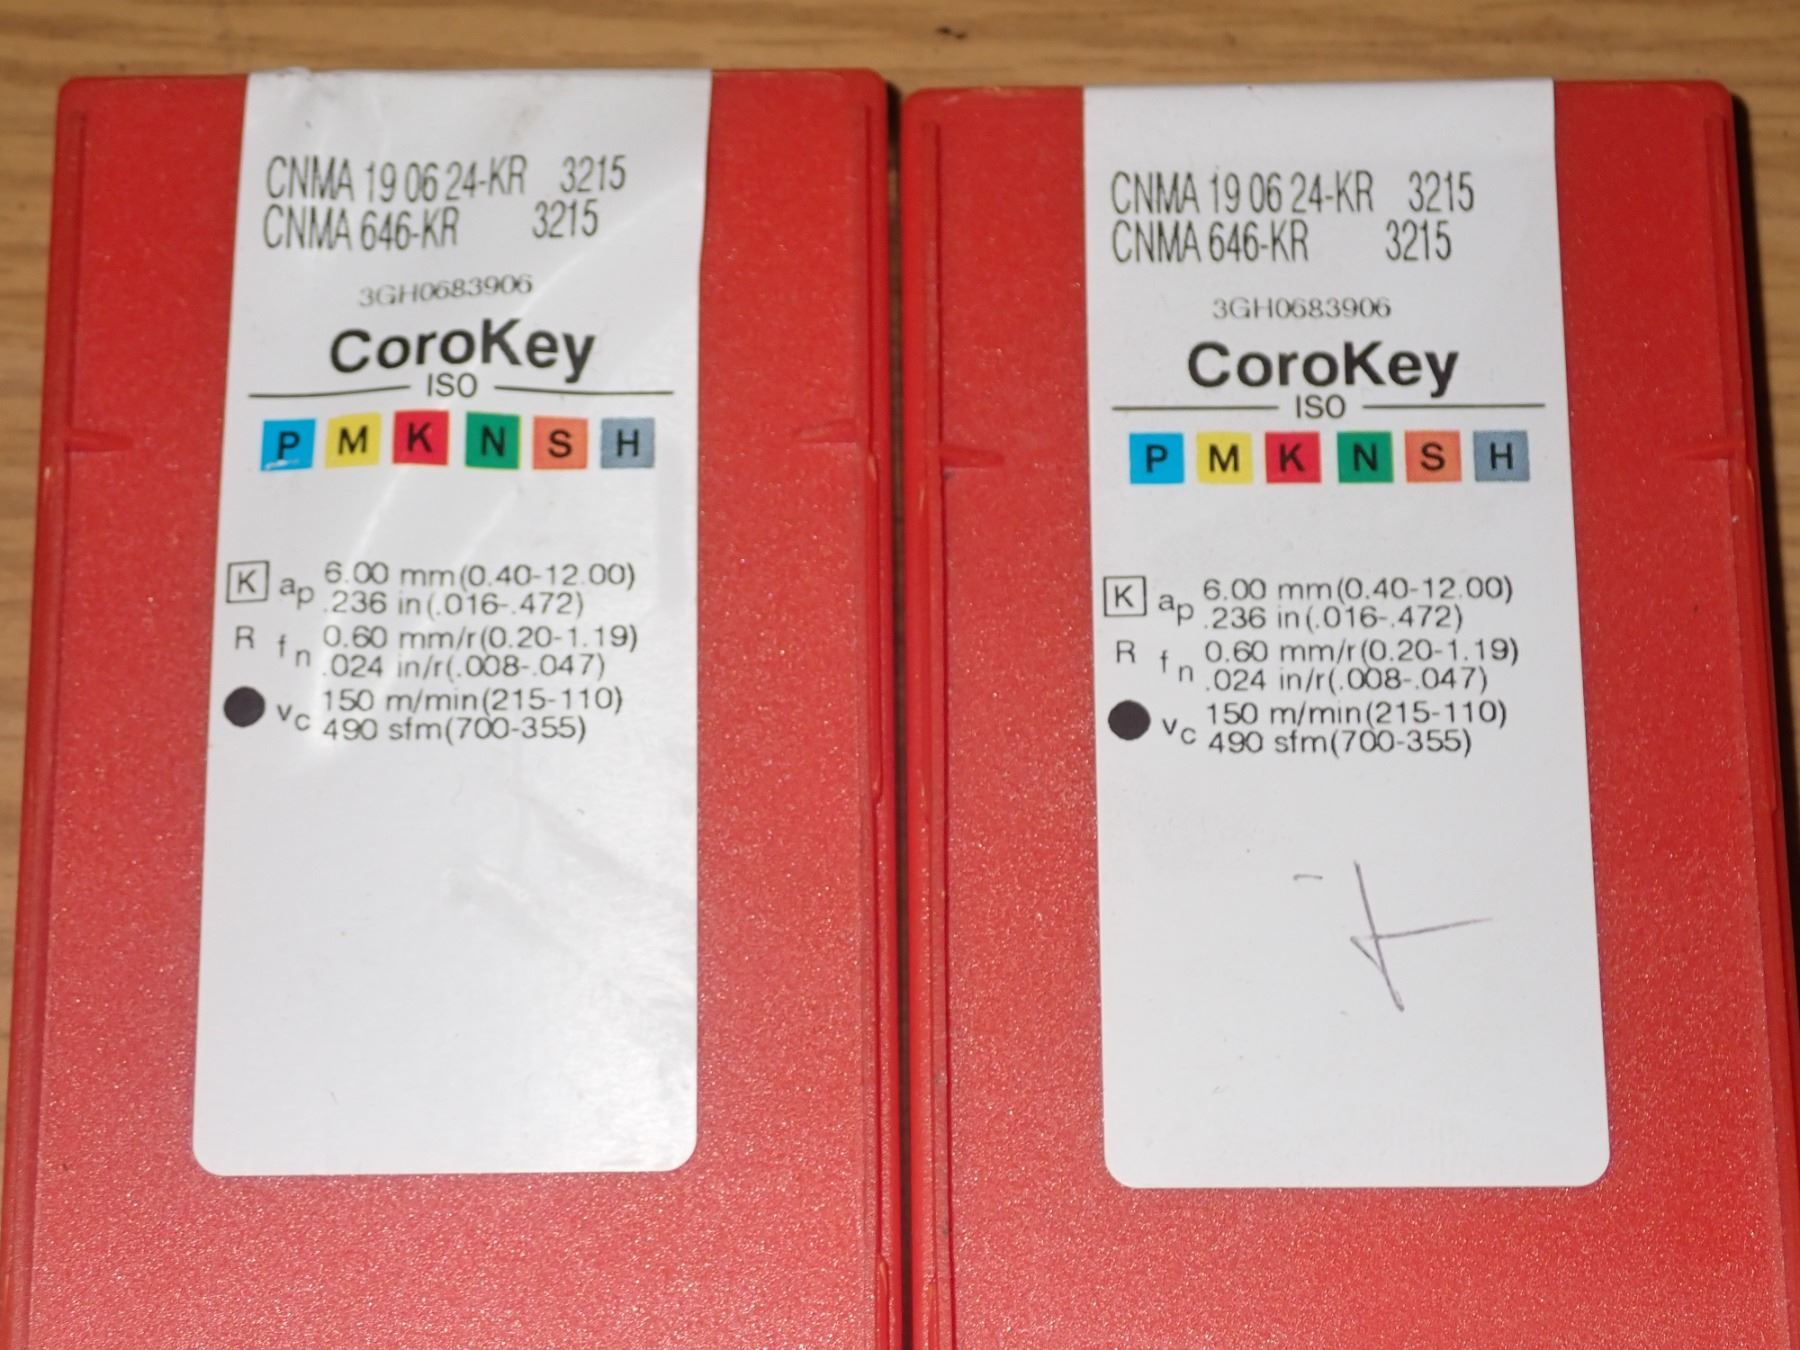 CNMA 19 06 24-KR 3215
CNMA 646-KR 3215
3GH0683906
CoroKey
ISO
P M K N S H
K ap 6.00 mm(0.40-12.00)
.236 in(.016-.472)
R fn 0.60 mm/r(0.20-1.19)
.024 in/r(.008-.047)
vc 150 m/min(215-110)
490 sfm(700-355)
CNMA 19 06 24-KR 3215
CNMA 646-KR 3215
3GH0683906
CoroKey
ISO
P M K N S H
K ap 6.00 mm(0.40-12.00)
.236 in(.016-.472)
R fn 0.60 mm/r(0.20-1.19)
.024 in/r(.008-.047)
vc 150 m/min(215-110)
490 sfm(700-355)